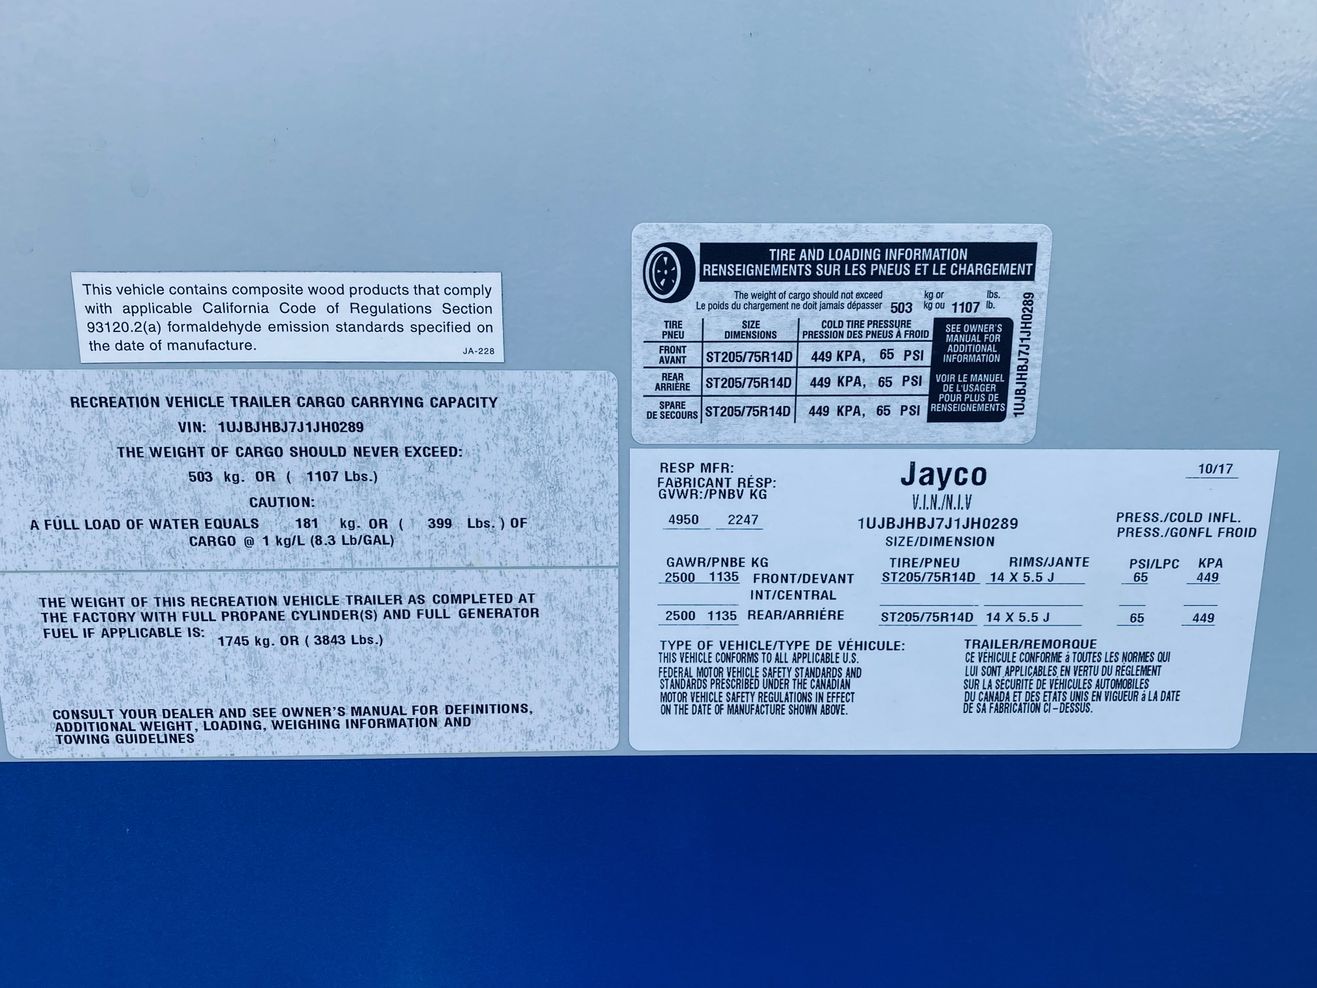 This vehicle contains composite wood products that comply
with applicable California Code of Regulations Section
93120.2(a) formaldehyde emission standards specified on
the date of manufacture.
JA-228
RECREATION VEHICLE TRAILER CARGO CARRYING CAPACITY
VIN: 1UJBJHBJ7J1JH0289
THE WEIGHT OF CARGO SHOULD NEVER EXCEED:
503 kg. OR ( 1107 Lbs.)
CAUTION:
A FULL LOAD OF WATER EQUALS 181 kg. OR ( 399 Lbs. ) OF
CARGO @ 1 kg/L (8.3 Lb/GAL)
THE WEIGHT OF THIS RECREATION VEHICLE TRAILER AS COMPLETED AT
THE FACTORY WITH FULL PROPANE CYLINDER(S) AND FULL GENERATOR
FUEL IF APPLICABLE IS: 1745 kg. OR ( 3843 Lbs.)
CONSULT YOUR DEALER AND SEE OWNER'S MANUAL FOR DEFINITIONS,
ADDITIONAL WEIGHT, LOADING, WEIGHING INFORMATION AND
TOWING GUIDELINES
TIRE AND LOADING INFORMATION
RENSEIGNEMENTS SUR LES PNEUS ET LE CHARGEMENT
The weight of cargo should not exceed kg or lbs.
Le poids du chargement ne doit jamais dépasser 503 kg ou 1107 lb.
TIRE SIZE COLD TIRE PRESSURE
PNEU DIMENSIONS PRESSION DES PNEUS À FROID
FRONT
AVANT ST205/75R14D 449 KPA, 65 PSI
REAR
ARRIÈRE ST205/75R14D 449 KPA, 65 PSI
SPARE
DE SECOURS ST205/75R14D 449 KPA, 65 PSI
SEE OWNER'S
MANUAL FOR
ADDITIONAL
INFORMATION
VOIR LE MANUEL
DE L'USAGER
POUR PLUS DE
RENSEIGNEMENTS
1UJBJHBJ7J1JH0289
RESP MFR:
FABRICANT RÉSP:
GVWR:/PNBV KG
4950 2247
Jayco
V.I.N./N.I.V
1UJBJHBJ7J1JH0289
SIZE/DIMENSION
10/17
PRESS./COLD INFL.
PRESS./GONFL FROID
GAWR/PNBE KG TIRE/PNEU RIMS/JANTE PSI/LPC KPA
2500 1135 FRONT/DEVANT ST205/75R14D 14 X 5.5 J 65 449
INT/CENTRAL
2500 1135 REAR/ARRIÉRE ST205/75R14D 14 X 5.5 J 65 449
TYPE OF VEHICLE/TYPE DE VÉHICULE: TRAILER/REMORQUE
THIS VEHICLE CONFORMS TO ALL APPLICABLE U.S.
FEDERAL MOTOR VEHICLE SAFETY STANDARDS AND
STANDARDS PRESCRIBED UNDER THE CANADIAN
MOTOR VEHICLE SAFETY REGULATIONS IN EFFECT
ON THE DATE OF MANUFACTURE SHOWN ABOVE.
CE VÉHICULE CONFORME à TOUTES LES NORMES QUI
LUI SONT APPLICABLES EN VERTU DU RÈGLEMENT
SUR LA SÉCURITÉ DE VÉHICULES AUTOMOBILES
DU CANADA ET DES ÉTATS UNIS EN VIGUEUR à LA DATE
DE SA FABRICATION CI-DESSUS.